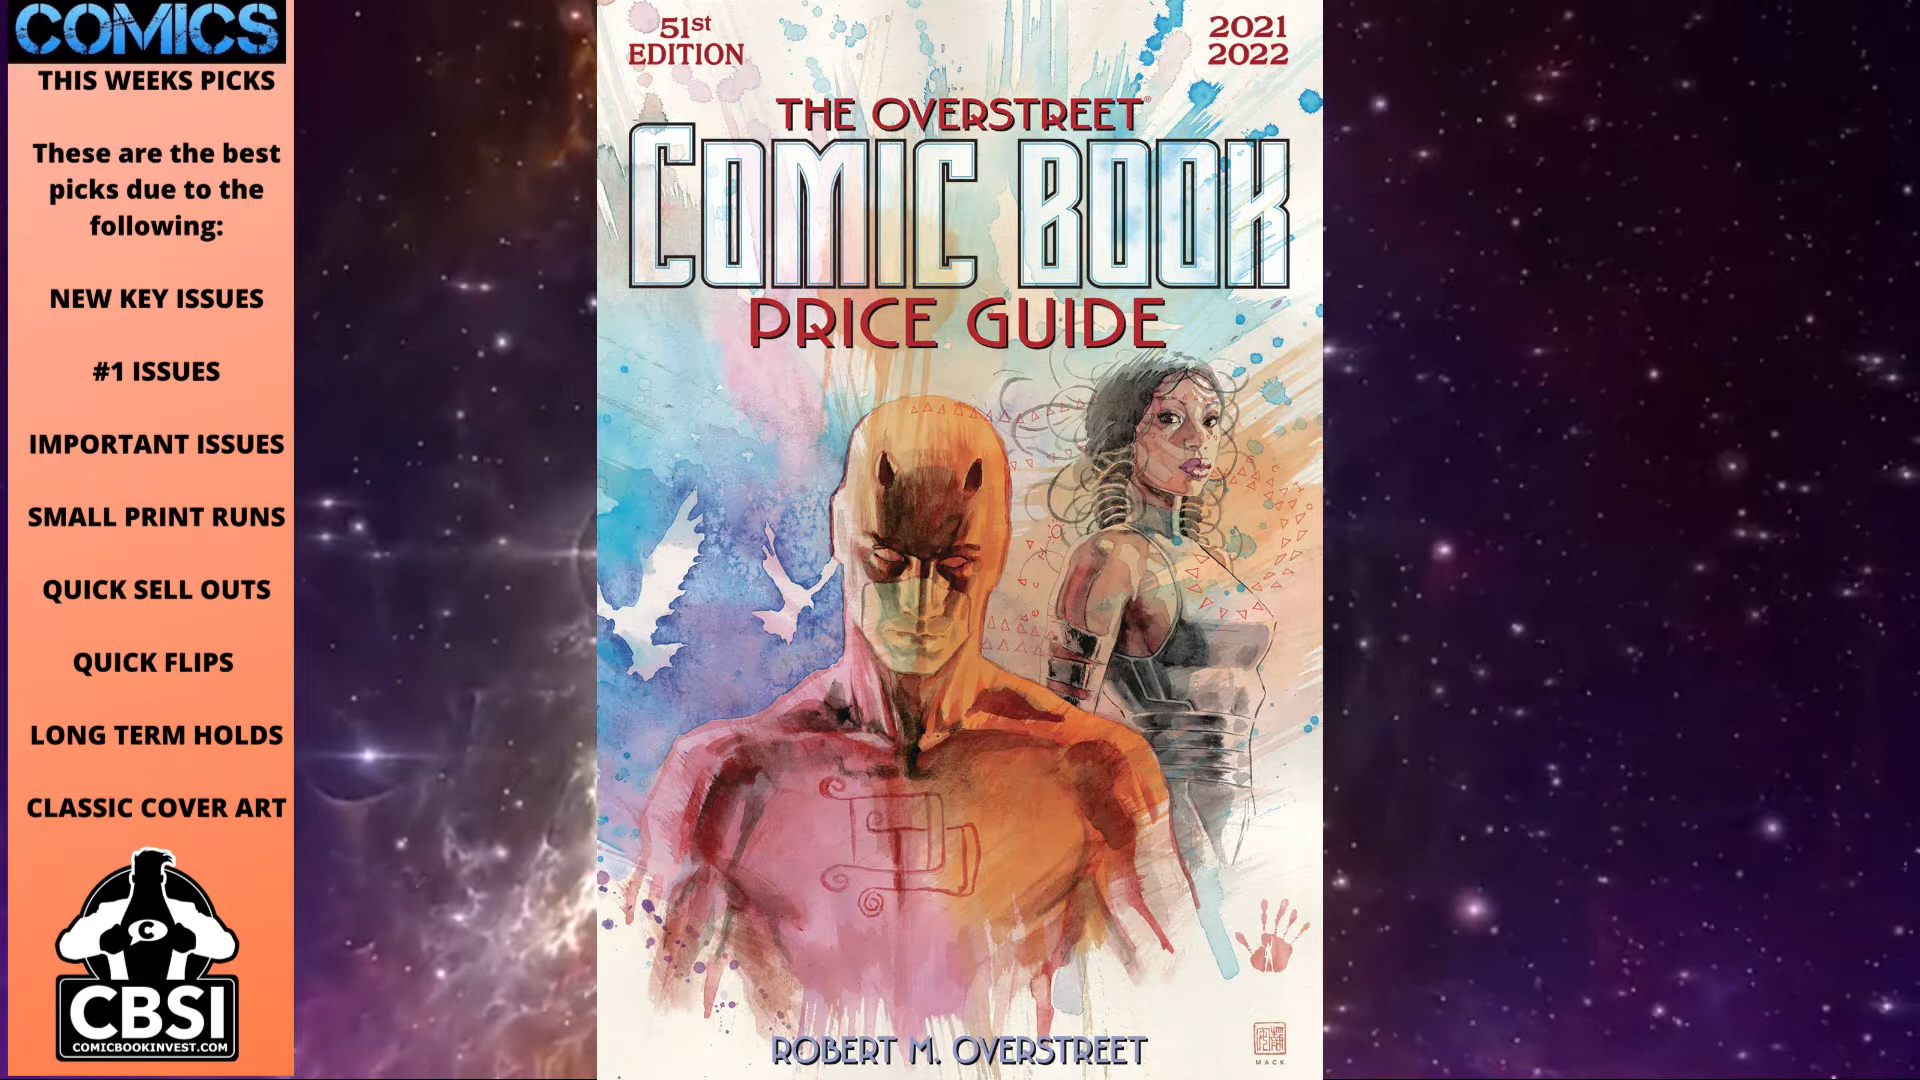 COMICS
THIS WEEKS PICKS
These are the best
picks due to the
following:
NEW KEY ISSUES
#1 ISSUES
IMPORTANT ISSUES
SMALL PRINT RUNS
QUICK SELL OUTS
QUICK FLIPS
LONG TERM HOLDS
CLASSIC COVER ART
C
CBSI
COMICBOOKINVEST.COM
51st
EDITION
2021
2022
THE OVERSTREET®
COMIC BOOK
PRICE GUIDE
ROBERT M. OVERSTREET
MACK